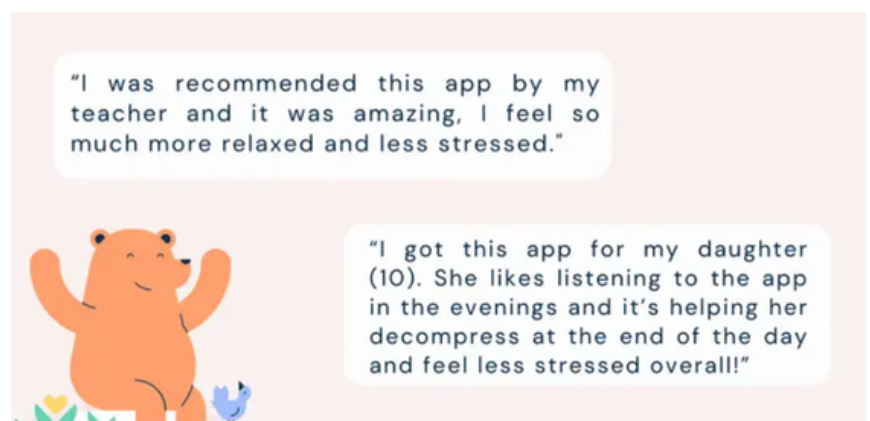 “I was recommended this app by my
teacher and it was amazing, I feel so
much more relaxed and less stressed."
“I got this app for my daughter
(10). She likes listening to the app
in the evenings and it’s helping her
decompress at the end of the day
and feel less stressed overall!”